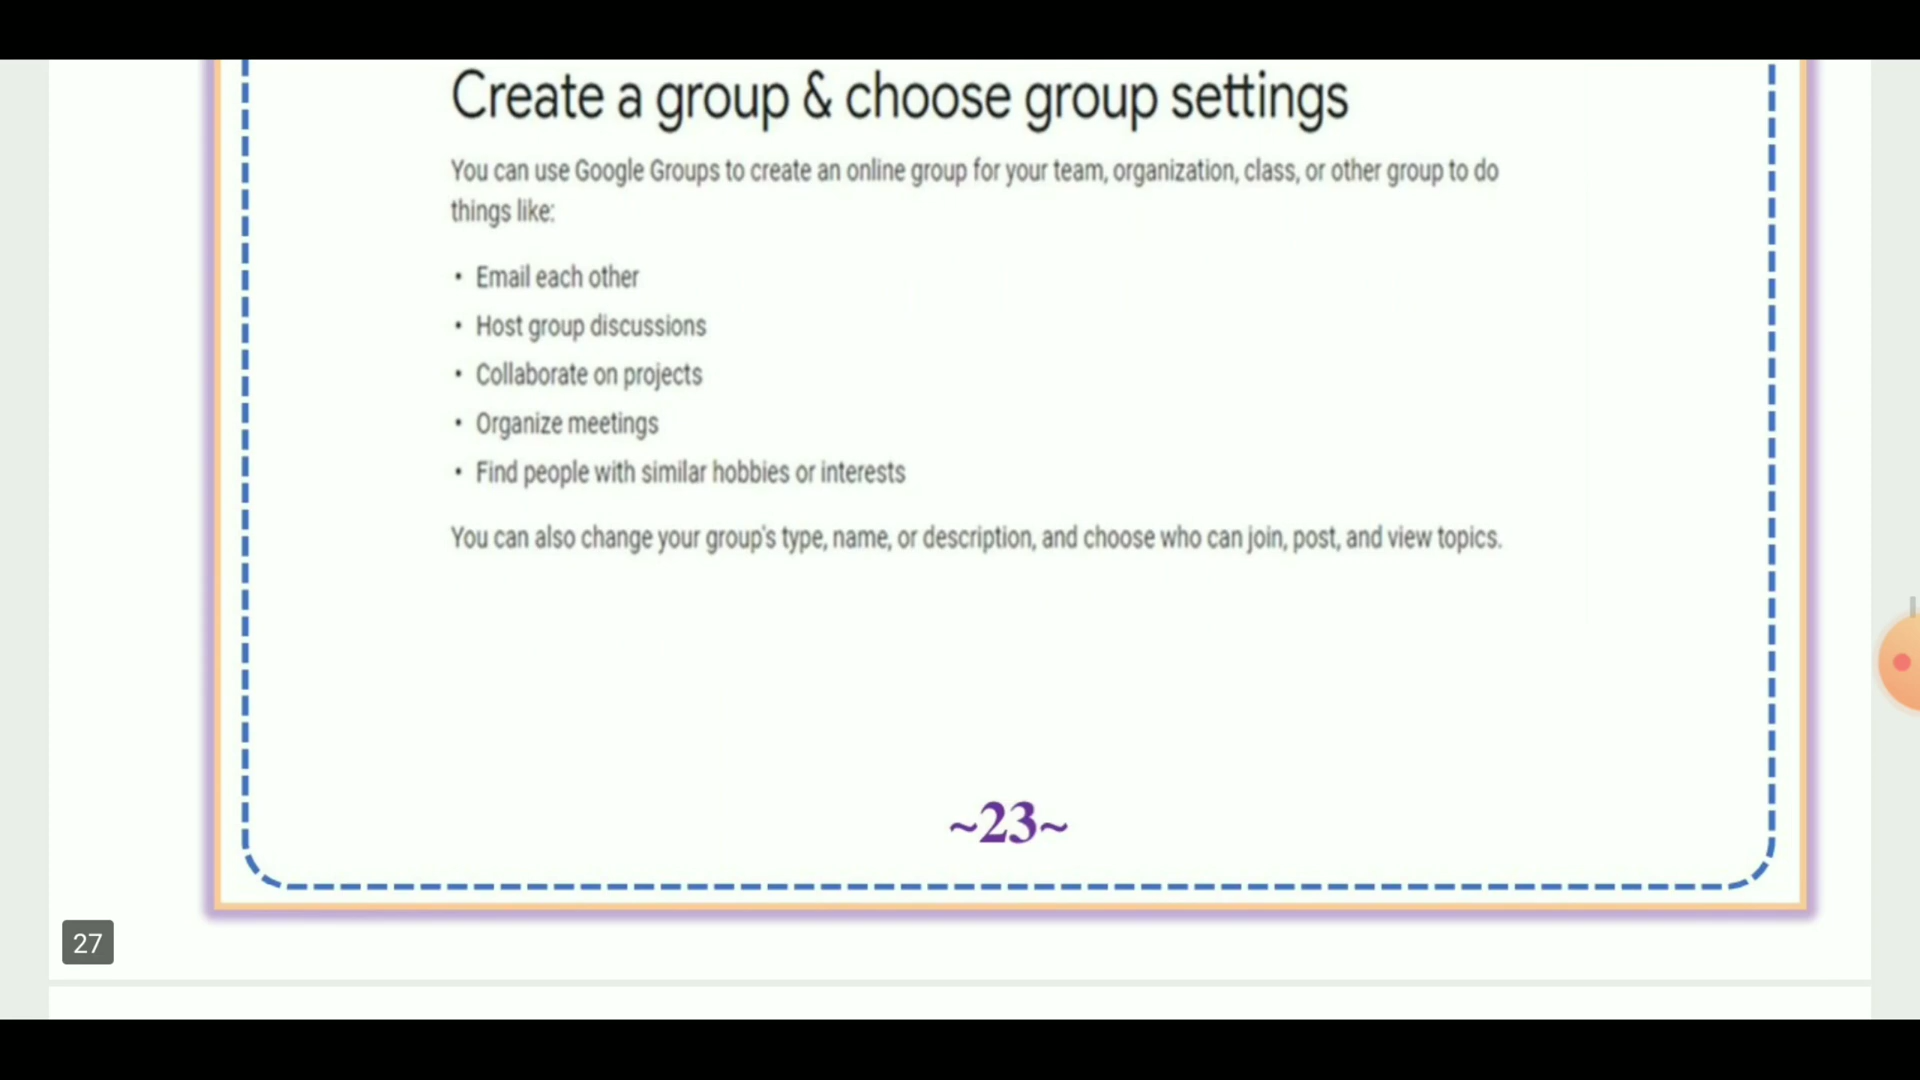 Create a group & choose group settings
You can use Google Groups to create an online group for your team, organization, class, or other group to do
things like:
• Email each other
• Host group discussions
• Collaborate on projects
• Organize meetings
• Find people with similar hobbies or interests
You can also change your group's type, name, or description, and choose who can join, post, and view topics.
~23~
27